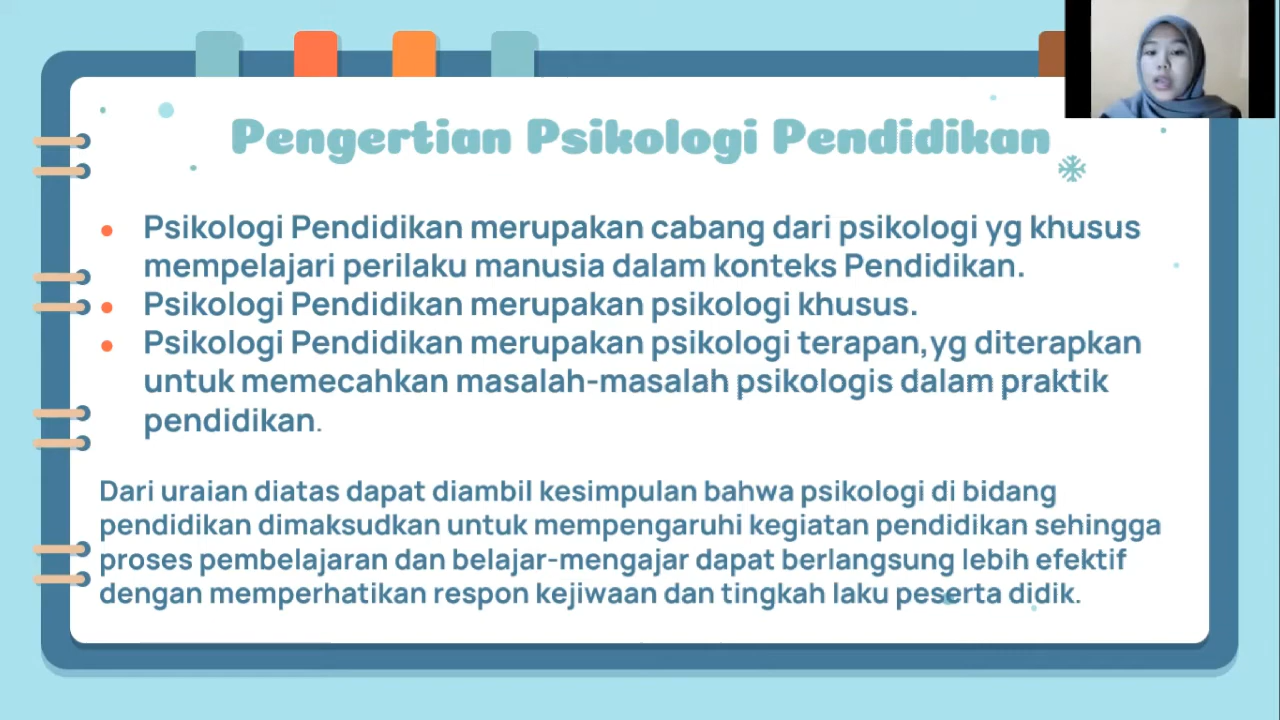 Pengertian Psikologi Pendidikan
Psikologi Pendidikan merupakan cabang dari psikologi yg khusus
mempelajari perilaku manusia dalam konteks Pendidikan.
Psikologi Pendidikan merupakan psikologi khusus.
Psikologi Pendidikan merupakan psikologi terapan,yg diterapkan
untuk memecahkan masalah-masalah psikologis dalam praktik
pendidikan.
Dari uraian diatas dapat diambil kesimpulan bahwa psikologi di bidang
pendidikan dimaksudkan untuk mempengaruhi kegiatan pendidikan sehingga
proses pembelajaran dan belajar-mengajar dapat berlangsung lebih efektif
dengan memperhatikan respon kejiwaan dan tingkah laku peserta didik.